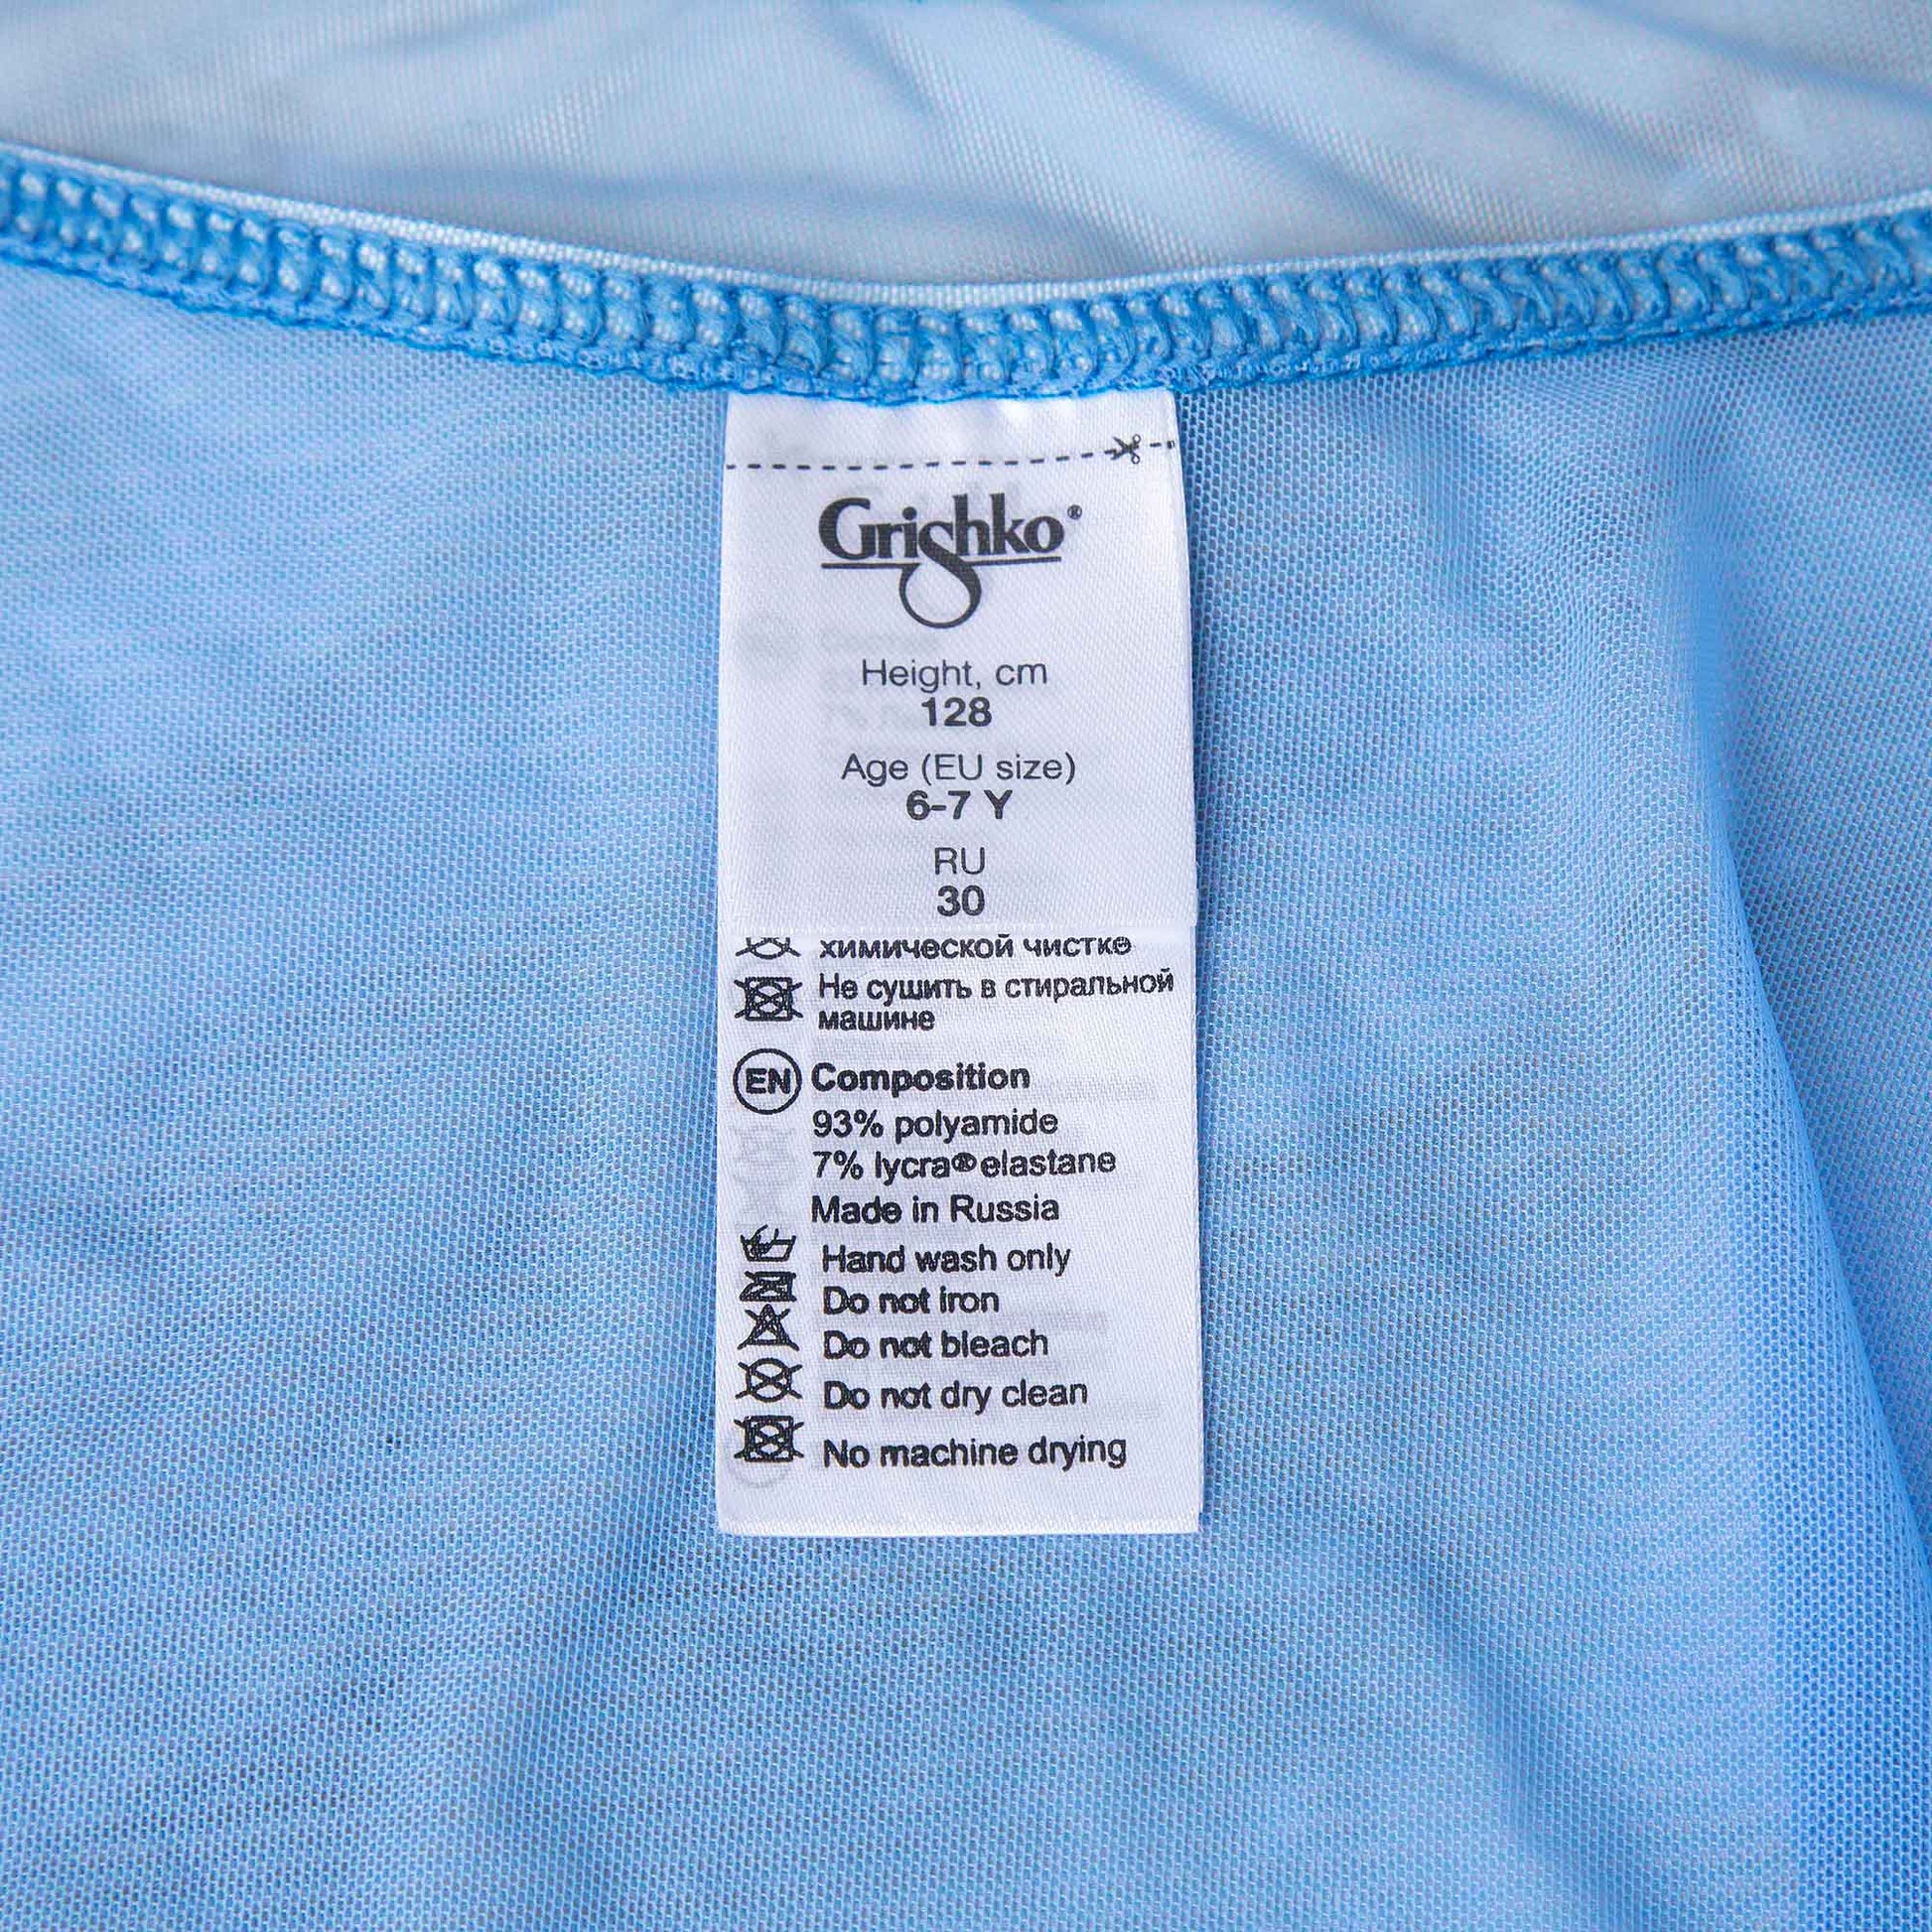 Grishko®
Height, cm
128
Age (EU size)
6-7 Y
RU
30
химической чистке
Не сушить в стиральной
машине
EN Composition
93% polyamide
7% lycra® elastane
Made in Russia
Hand wash only
Do not iron
Do not bleach
Do not dry clean
No machine drying